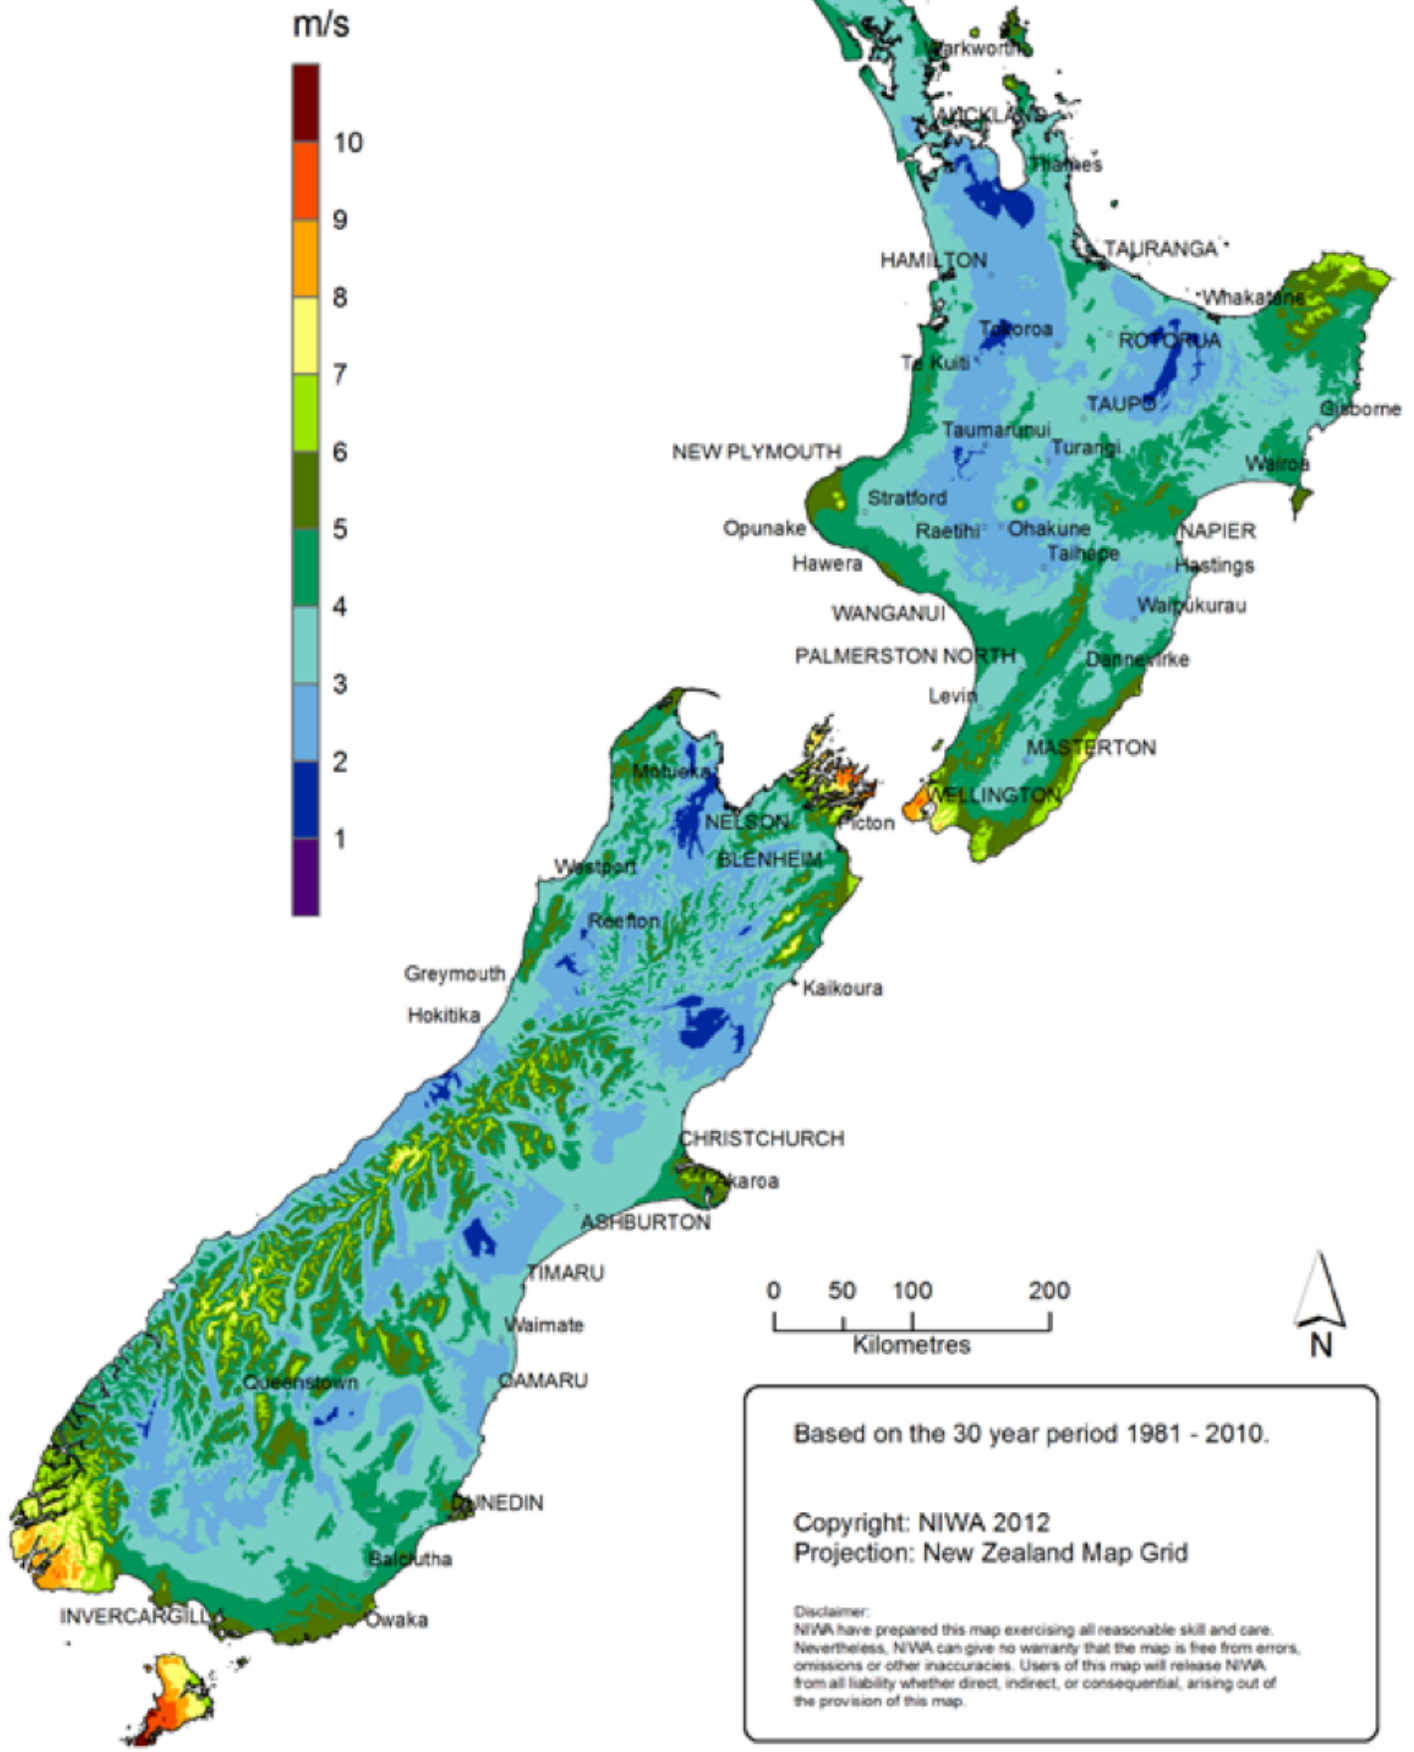 m/s
10
9
8
7
6
5
4
3
2
1
Warkworth
AUCKLAND
Thames
TAURANGA
HAMILTON
Whakatane
Tokoroa
ROTORUA
Te Kuiti
TAUPO
Gisborne
Taumarunui
NEW PLYMOUTH
Turangi
Wairoa
Stratford
Opunake
Raetihi
Ohakune
NAPIER
Taihape
Hawera
Hastings
WANGANUI
Waipukurau
PALMERSTON NORTH
Dannevirke
Levin
MASTERTON
Motueka
WELLINGTON
NELSON
Picton
BLENHEIM
Westport
Reefton
Greymouth
Kaikoura
Hokitika
CHRISTCHURCH
Akaroa
ASHBURTON
TIMARU
Waimate
OAMARU
Queenstown
DUNEDIN
Balclutha
INVERCARGILL
Owaka
0 50 100 200
Kilometres
N
Based on the 30 year period 1981 - 2010.
Copyright: NIWA 2012
Projection: New Zealand Map Grid
Disclaimer:
NIWA have prepared this map exercising all reasonable skill and care.
Nevertheless, NIWA can give no warranty that the map is free from errors,
omissions or other inaccuracies. Users of this map will release NIWA
from all liability whether direct, indirect, or consequential, arising out of
the provision of this map.